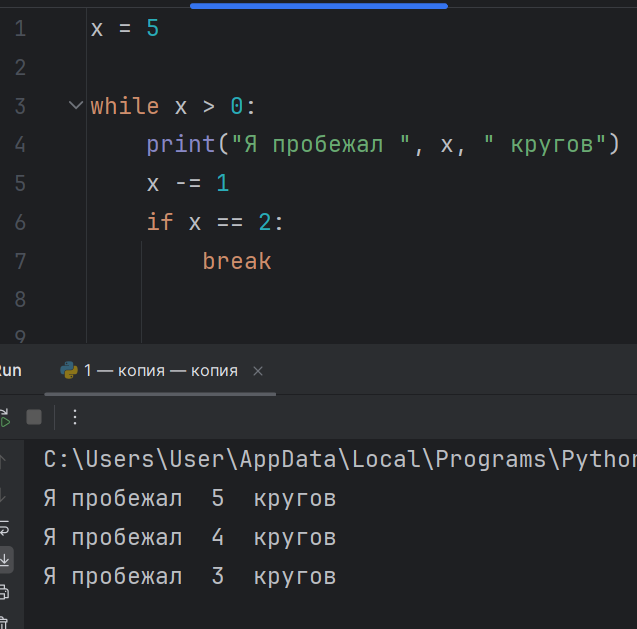 1 x = 5
2
3 while x > 0:
4 print("Я пробежал ", x, " кругов")
5 x -= 1
6 if x == 2:
7 break
8
9
un 1 — копия — копия
C:\Users\User\AppData\Local\Programs\Python
Я пробежал  5  кругов
Я пробежал  4  кругов
Я пробежал  3  кругов